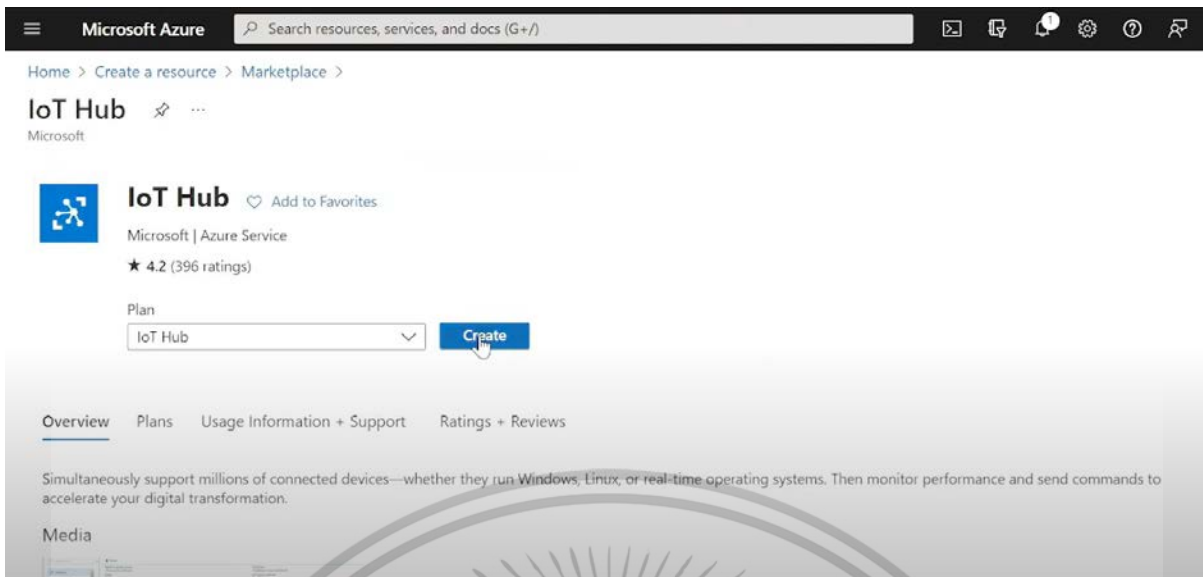 Microsoft Azure
Search resources, services, and docs (G+/)
1
Home > Create a resource > Marketplace >
IoT Hub
Microsoft
IoT Hub
Add to Favorites
Microsoft | Azure Service
★ 4.2 (396 ratings)
Plan
IoT Hub
Create
Overview Plans Usage Information + Support Ratings + Reviews
Simultaneously support millions of connected devices—whether they run Windows, Linux, or real-time operating systems. Then monitor performance and send commands to
accelerate your digital transformation.
Media